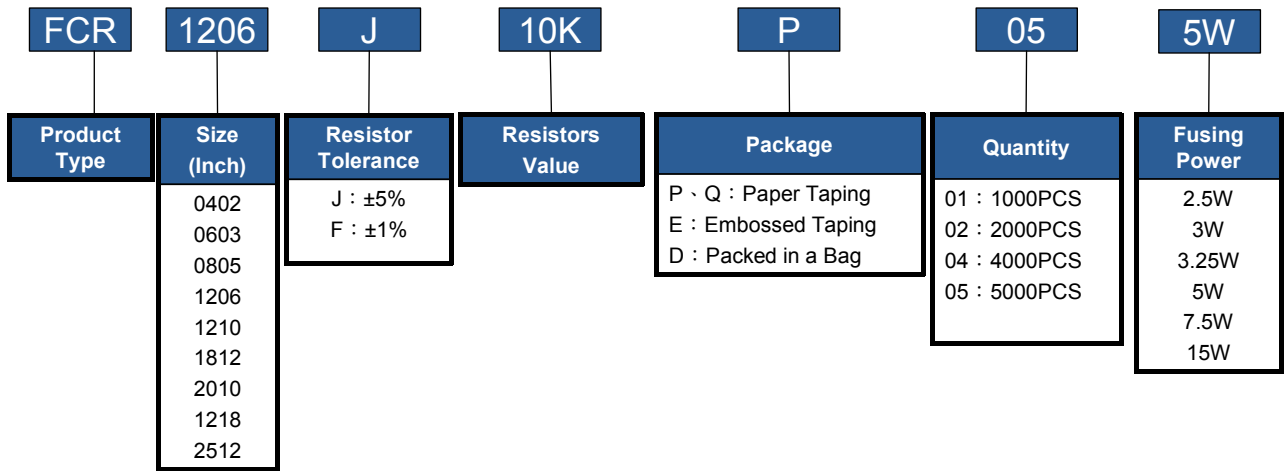 FCR 1206 J 10K P 05 5W
Product
Type
Size
(Inch)
0402
0603
0805
1206
1210
1812
2010
1218
2512
Resistor
Tolerance
J：±5%
F：±1%
Resistors
Value
Package
P、Q：Paper Taping
E：Embossed Taping
D：Packed in a Bag
Quantity
01：1000PCS
02：2000PCS
04：4000PCS
05：5000PCS
Fusing
Power
2.5W
3W
3.25W
5W
7.5W
15W